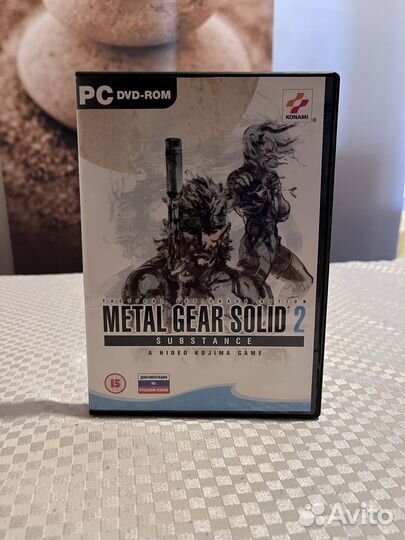 PC DVD-ROM
KONAMI
®
TACTICAL ESPIONAGE ACTION
METAL GEAR SOLID® 2
SUBSTANCE
A HIDEO KOJIMA GAME
15
ДОКУМЕНТАЦИЯ
НА
РУССКОМ ЯЗЫКЕ
Avito